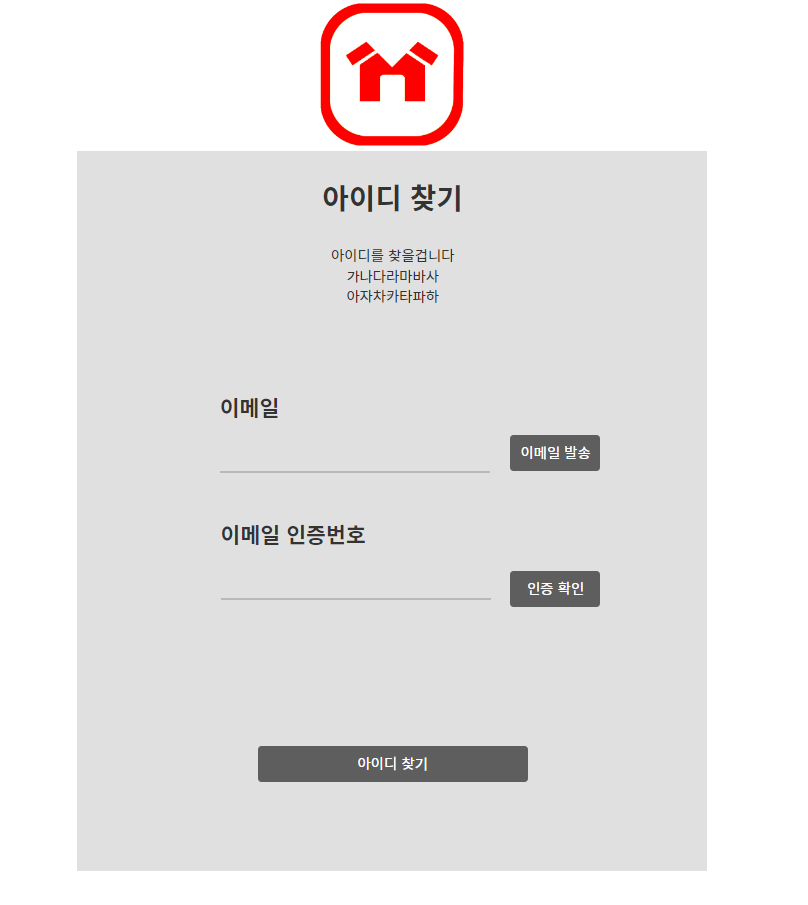 아이디 찾기
아이디를 찾을겁니다
가나다라마바사
아자차카타파하
이메일
이메일 발송
이메일 인증번호
인증 확인
아이디 찾기